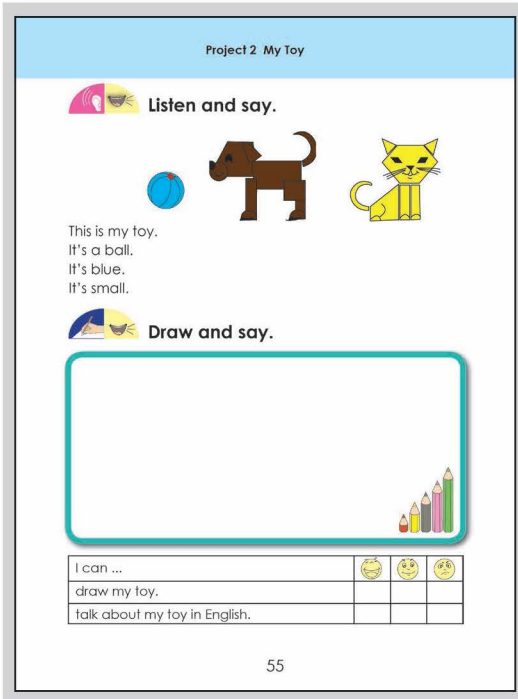 Project 2 My Toy
Listen and say.
This is my toy.
It's a ball.
It's blue.
It's small.
Draw and say.
I can ...
draw my toy.
talk about my toy in English.
55